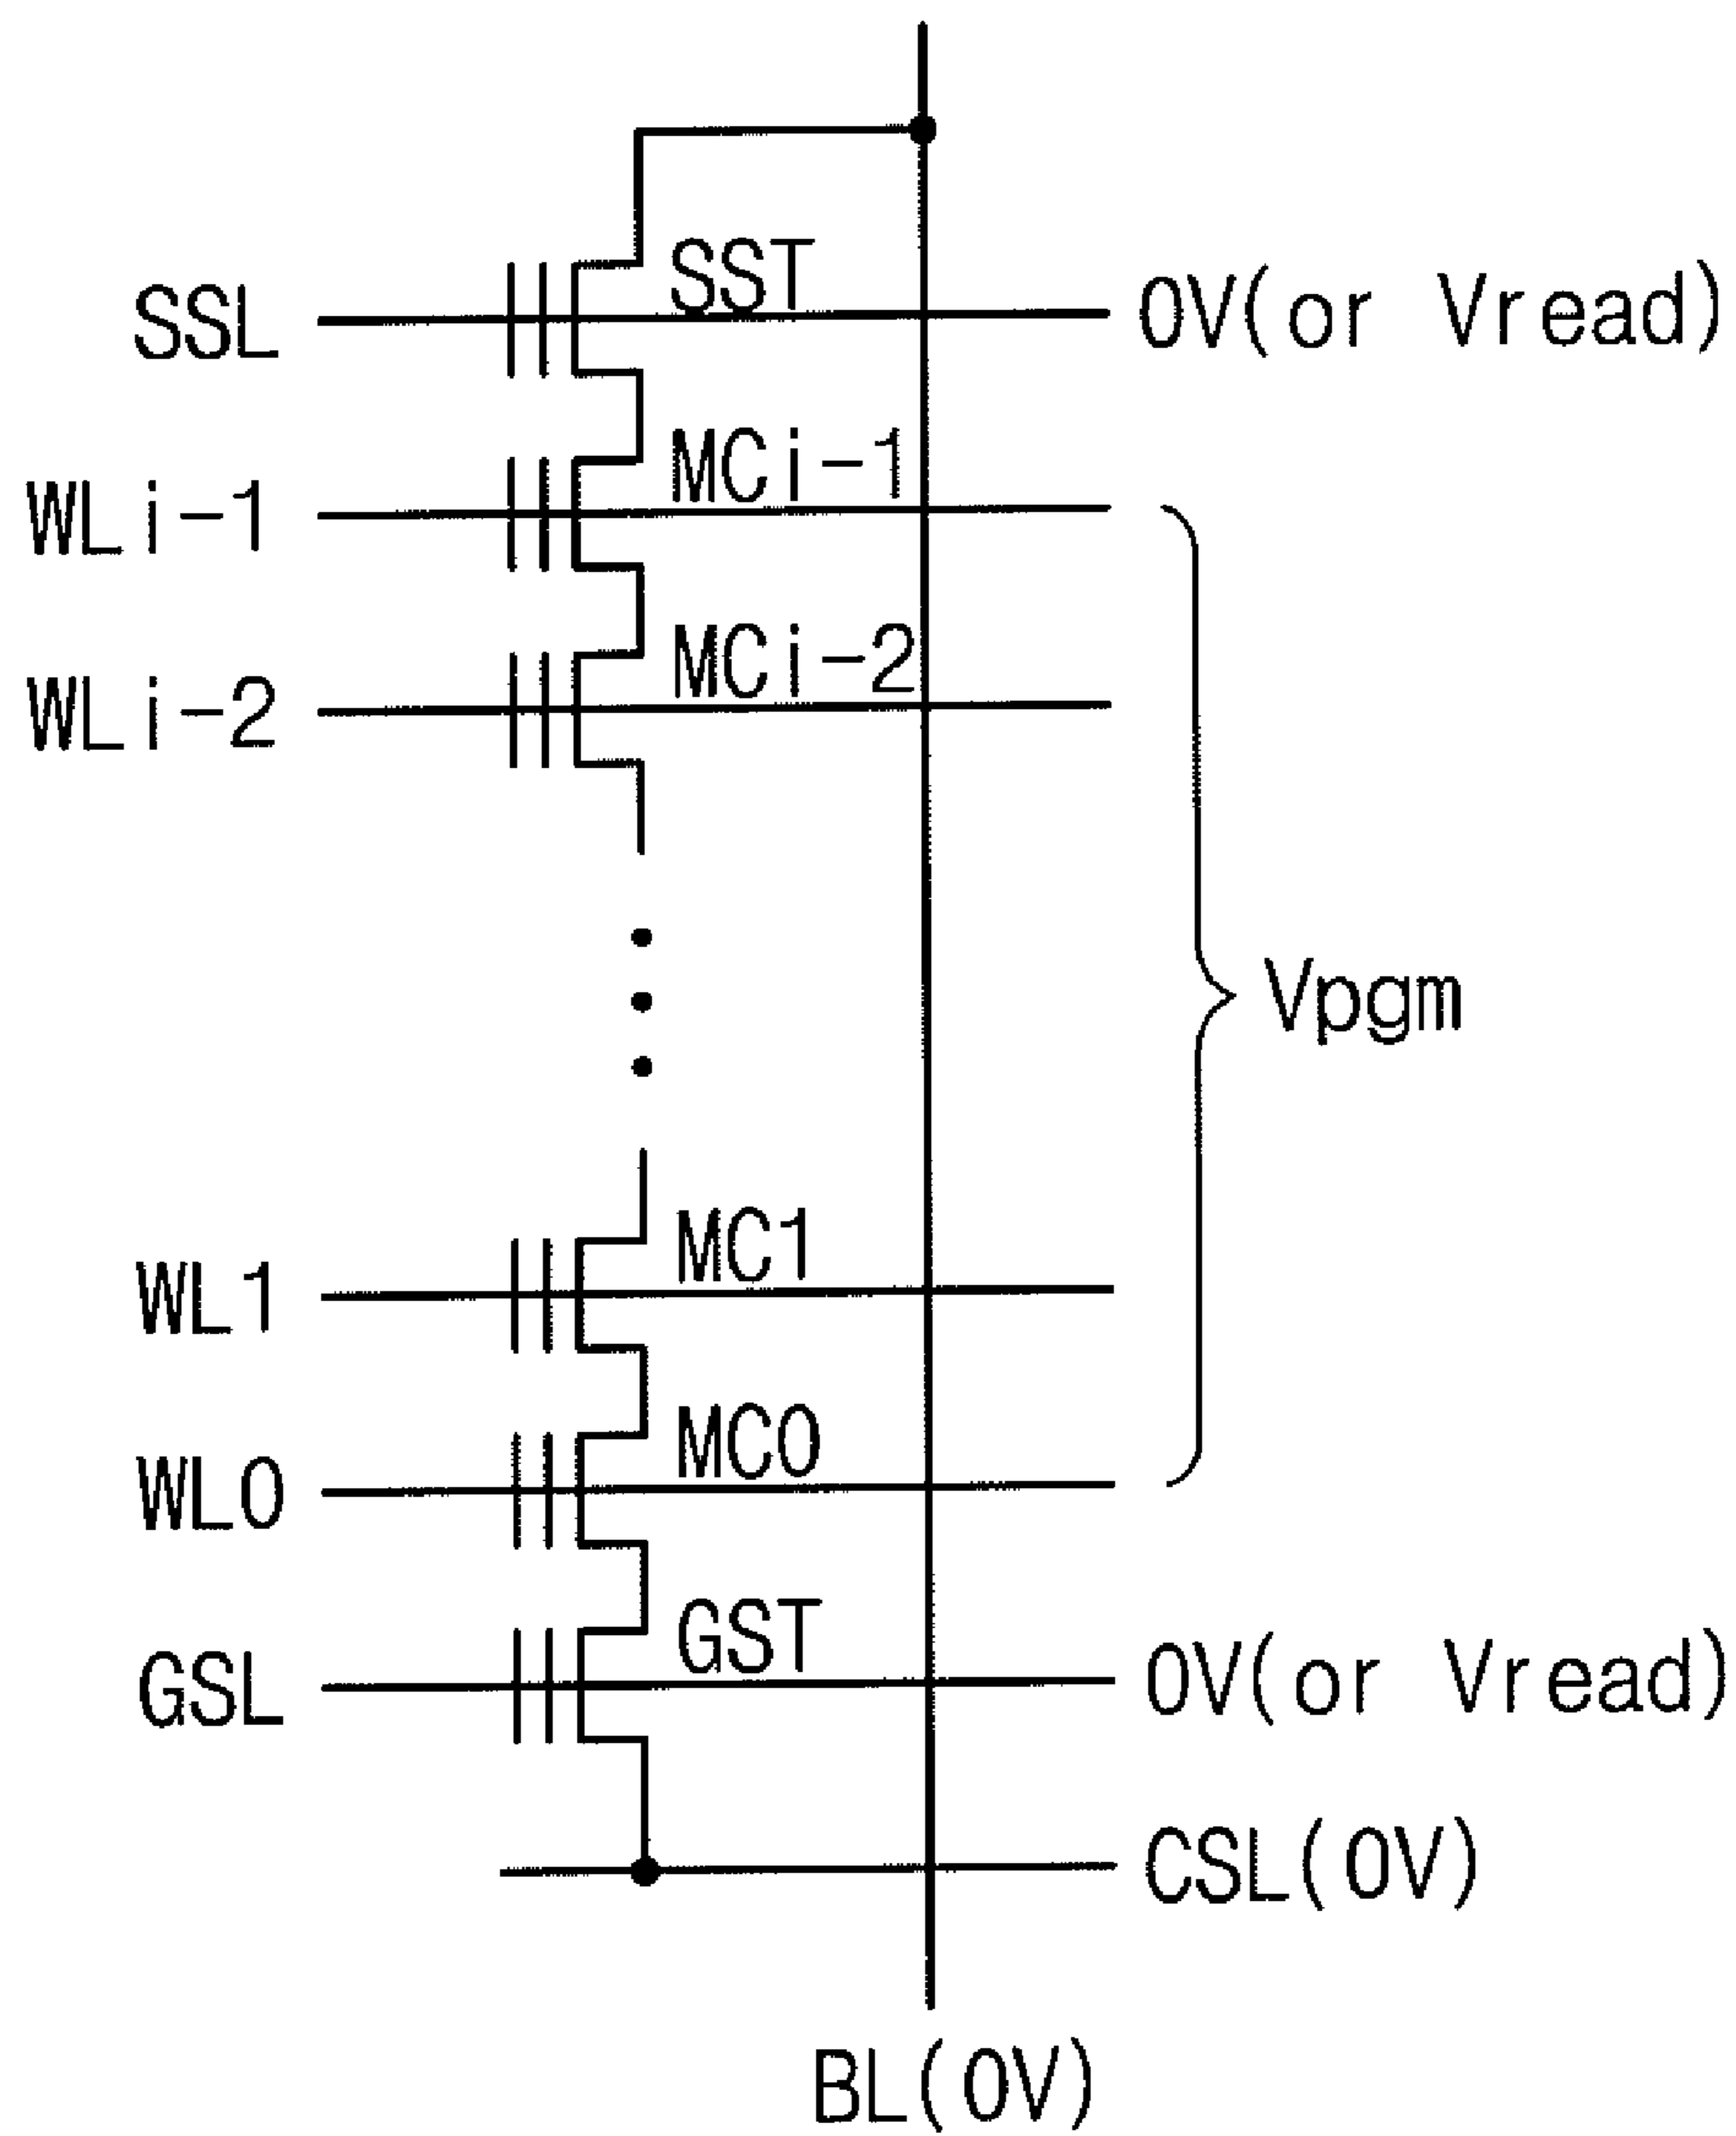 SST
SSL
0V(or Vread)
MCi-1
WLi-1
MCi-2
WLi-2
Vpgm
MC1
WL1
MC0
WL0
GST
GSL
0V(or Vread)
CSL(0V)
BL(0V)